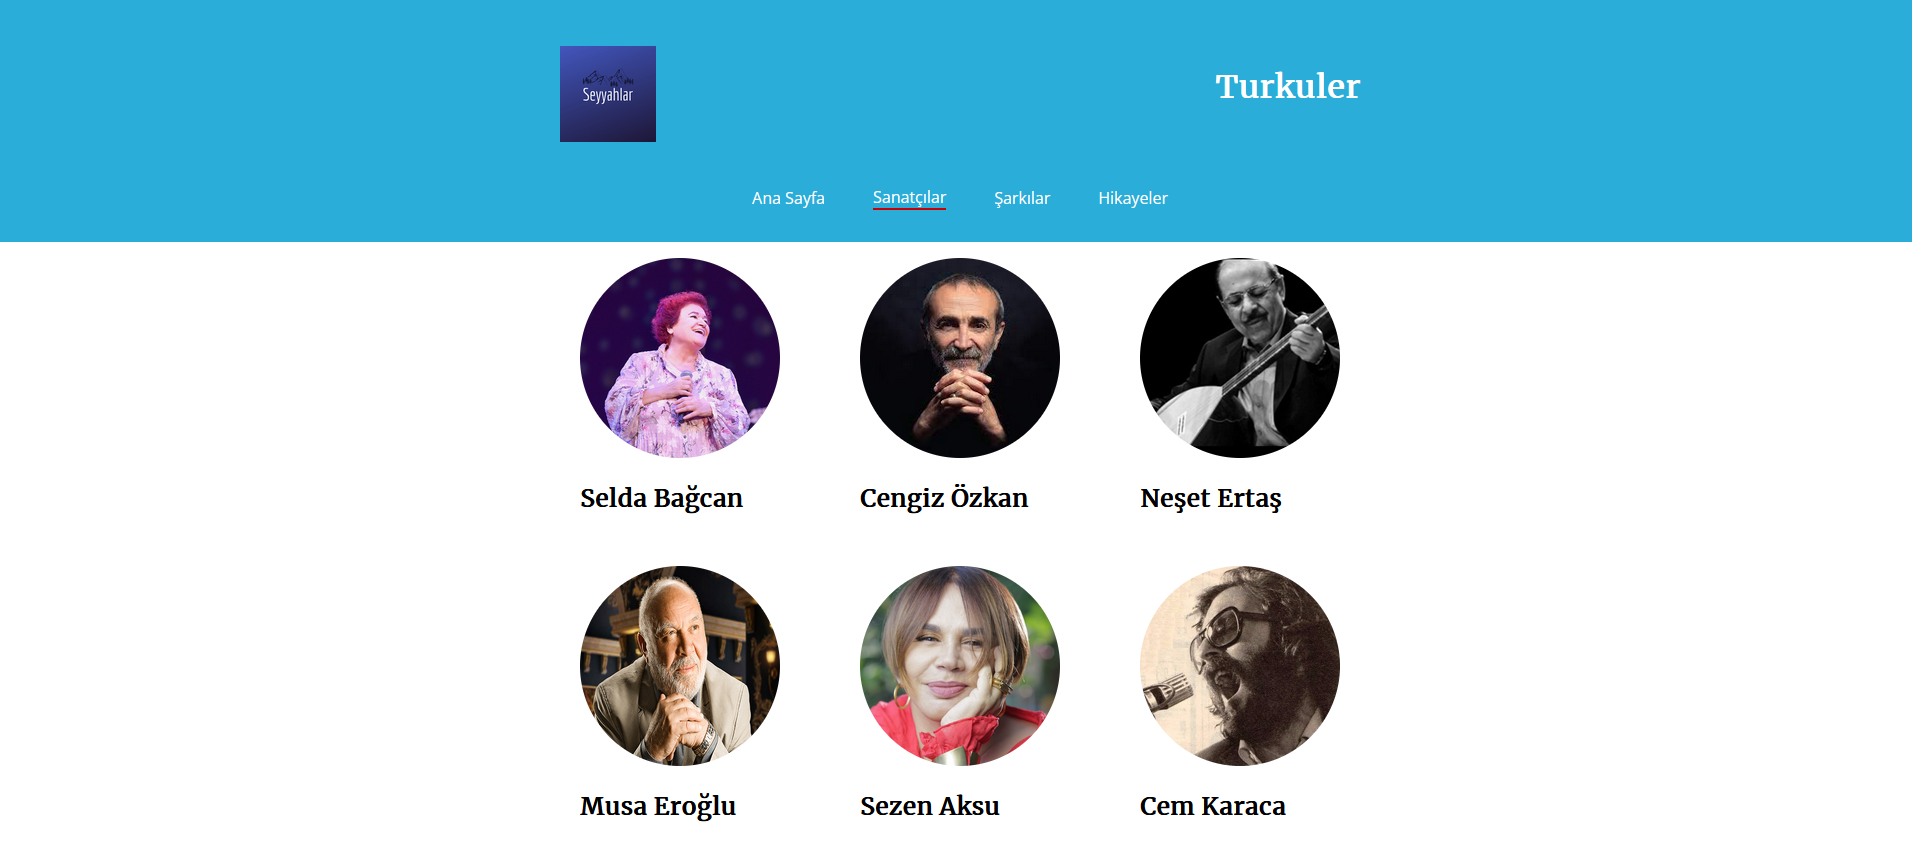 Seyyahlar
Turkuler
Ana Sayfa Sanatçılar Şarkılar Hikayeler
Selda Bağcan Cengiz Özkan Neşet Ertaş
Musa Eroğlu Sezen Aksu Cem Karaca